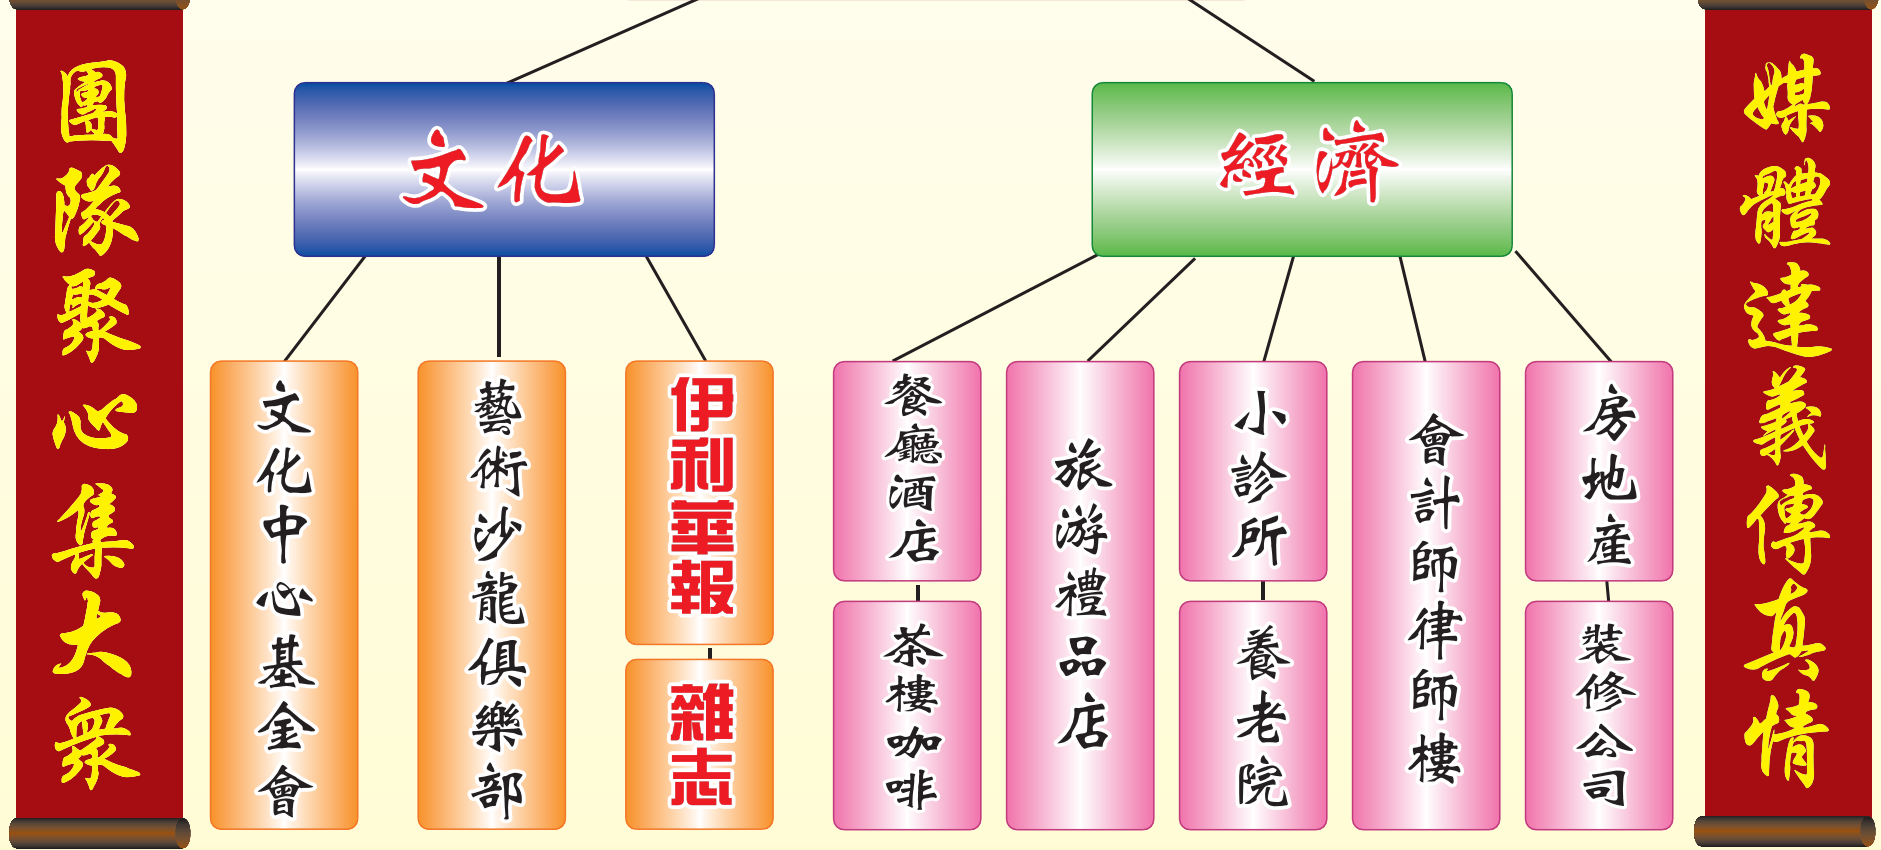 團隊聚心集大衆
文化
經濟
媒體達義傳真情
文化中心基金會
藝術沙龍俱樂部
伊利華報
雜志
餐廳酒店
茶樓咖啡
旅游禮品店
小診所
養老院
會計師律師樓
房地産
裝修公司